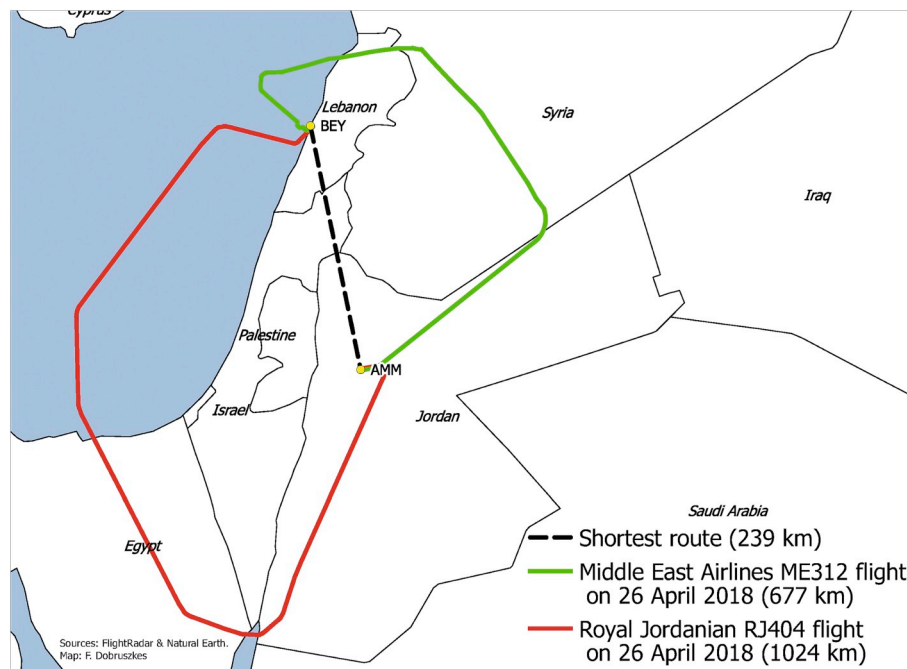 Cyprus
Lebanon
BEY
Syria
Iraq
Palestine
AMM
Israel
Jordan
Saudi Arabia
Egypt
Shortest route (239 km)
Middle East Airlines ME312 flight
on 26 April 2018 (677 km)
Royal Jordanian RJ404 flight
on 26 April 2018 (1024 km)
Sources: FlightRadar & Natural Earth.
Map: F. Dobruszkes